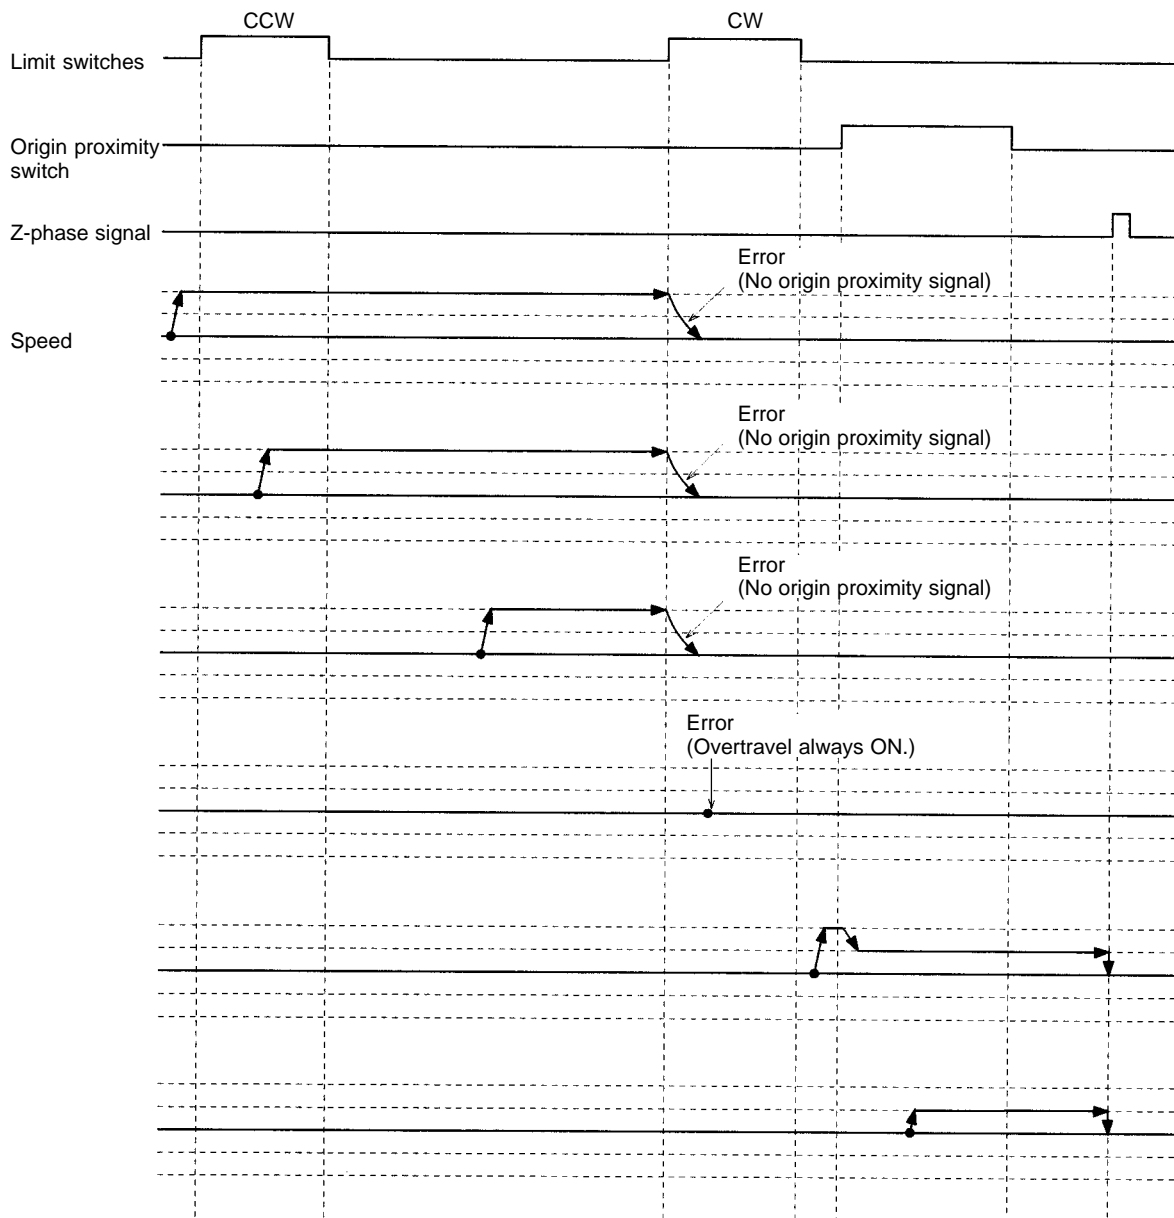 CCW
CW
Limit switches
Origin proximity
switch
Z-phase signal
Error
(No origin proximity signal)
Speed
Error
(No origin proximity signal)
Error
(No origin proximity signal)
Error
(Overtravel always ON.)